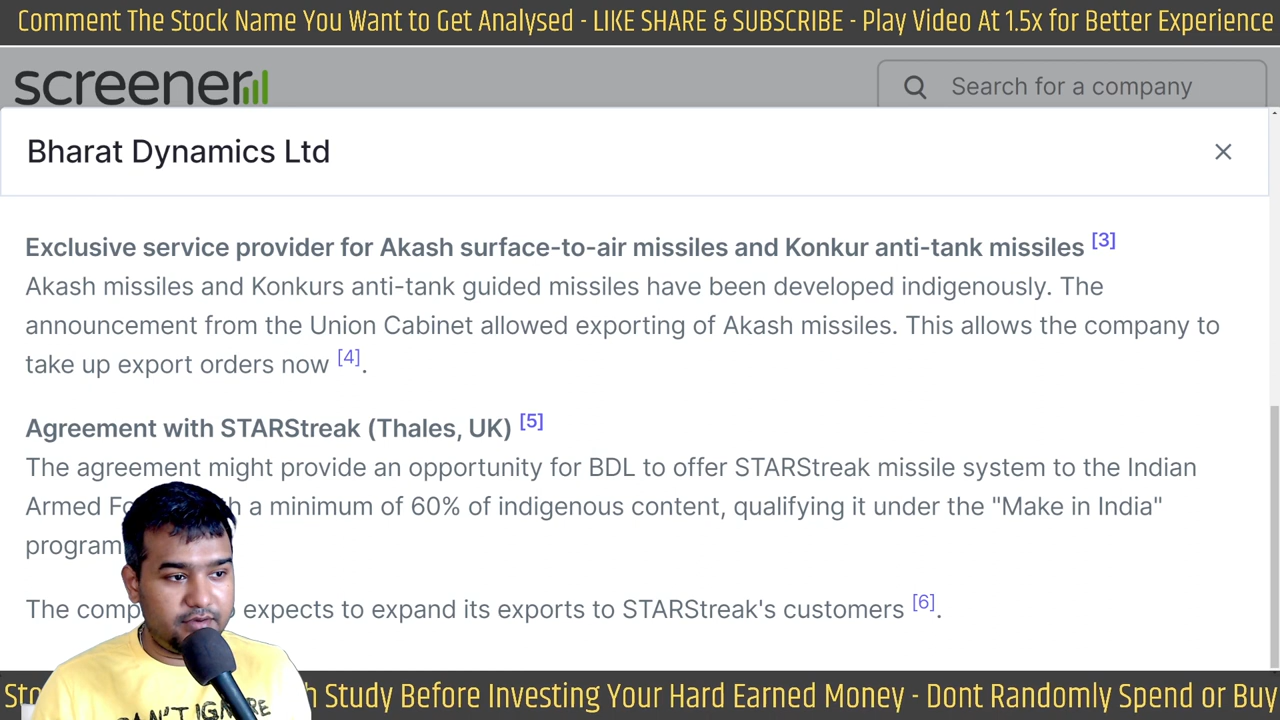 Comment The Stock Name You Want to Get Analysed - LIKE SHARE & SUBSCRIBE - Play Video At 1.5x for Better Experience
screener
Search for a company
Bharat Dynamics Ltd
Exclusive service provider for Akash surface-to-air missiles and Konkur anti-tank missiles [3]
Akash missiles and Konkurs anti-tank guided missiles have been developed indigenously. The
announcement from the Union Cabinet allowed exporting of Akash missiles. This allows the company to
take up export orders now [4].
Agreement with STARStreak (Thales, UK) [5]
The agreement might provide an opportunity for BDL to offer STARStreak missile system to the Indian
Armed a minimum of 60% of indigenous content, qualifying it under the "Make in India"
program
The expects to expand its exports to STARStreak's customers [6].
Study Before Investing Your Hard Earned Money - Dont Randomly Spend or Buy
CAN'T IGNORE